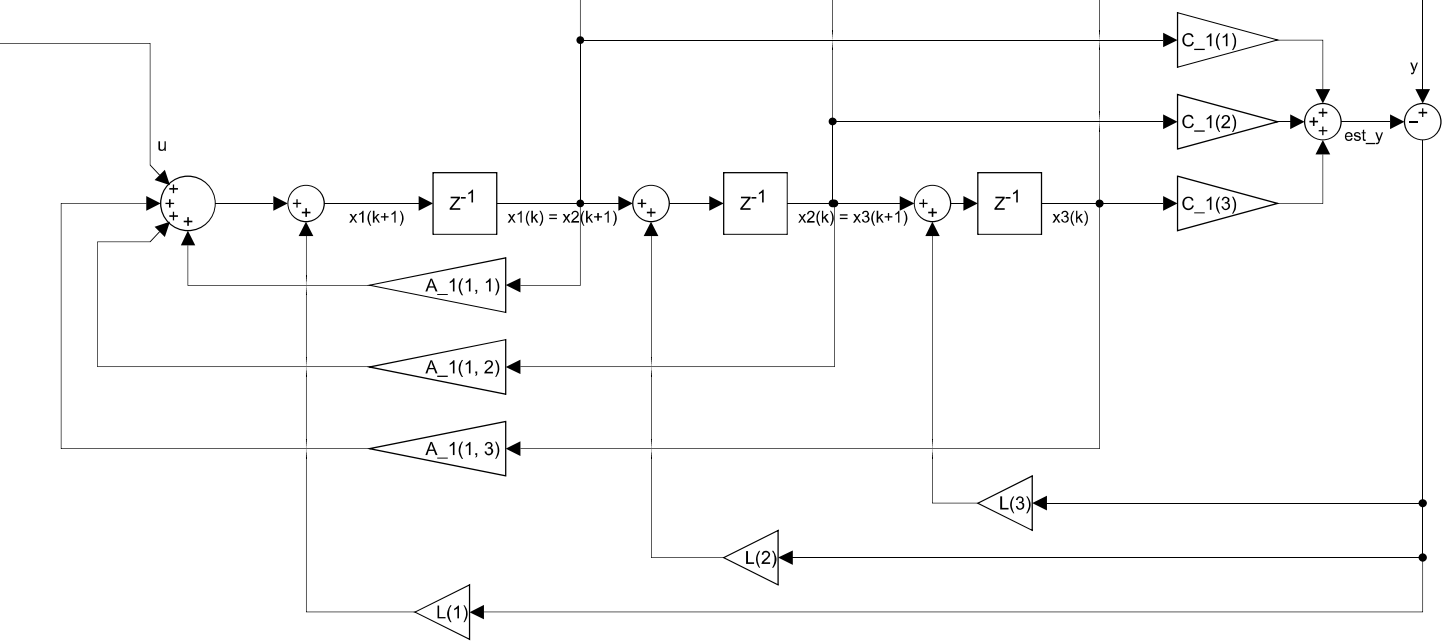 C_1(1)
y
C_1(2)
+
+
+
est_y
−
+
u
+
+
+
+
+
+
x1(k+1)
z-1
x1(k) = x2(k+1)
+
+
z-1
x2(k) = x3(k+1)
+
+
z-1
x3(k)
C_1(3)
A_1(1, 1)
A_1(1, 2)
A_1(1, 3)
L(3)
L(2)
L(1)